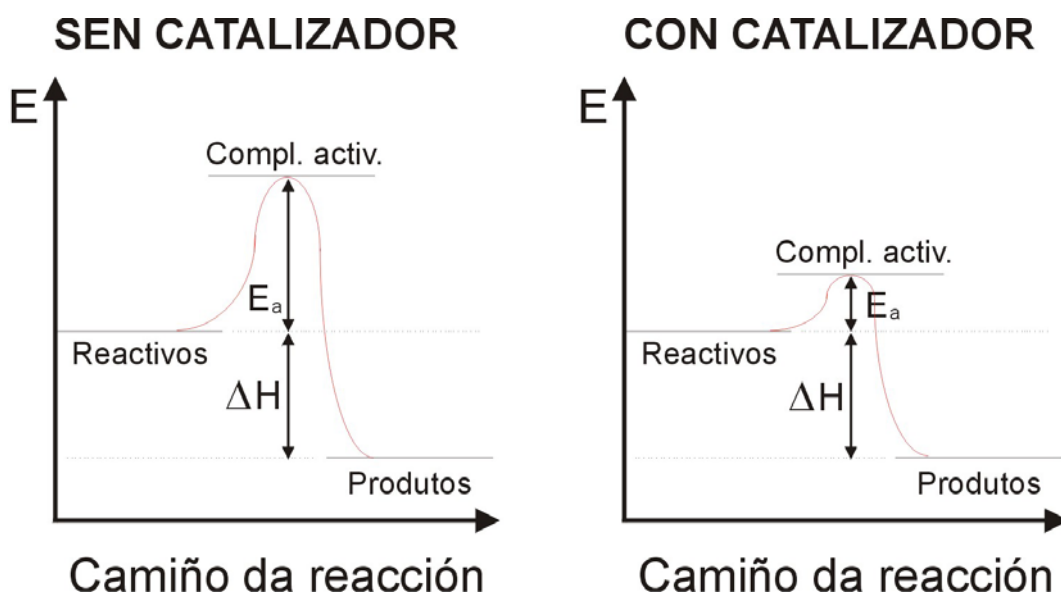 SEN CATALIZADOR
E
Compl. activ.
Ea
Reactivos
ΔH
Produtos
Camiño da reacción
CON CATALIZADOR
E
Compl. activ.
Ea
Reactivos
ΔH
Produtos
Camiño da reacción